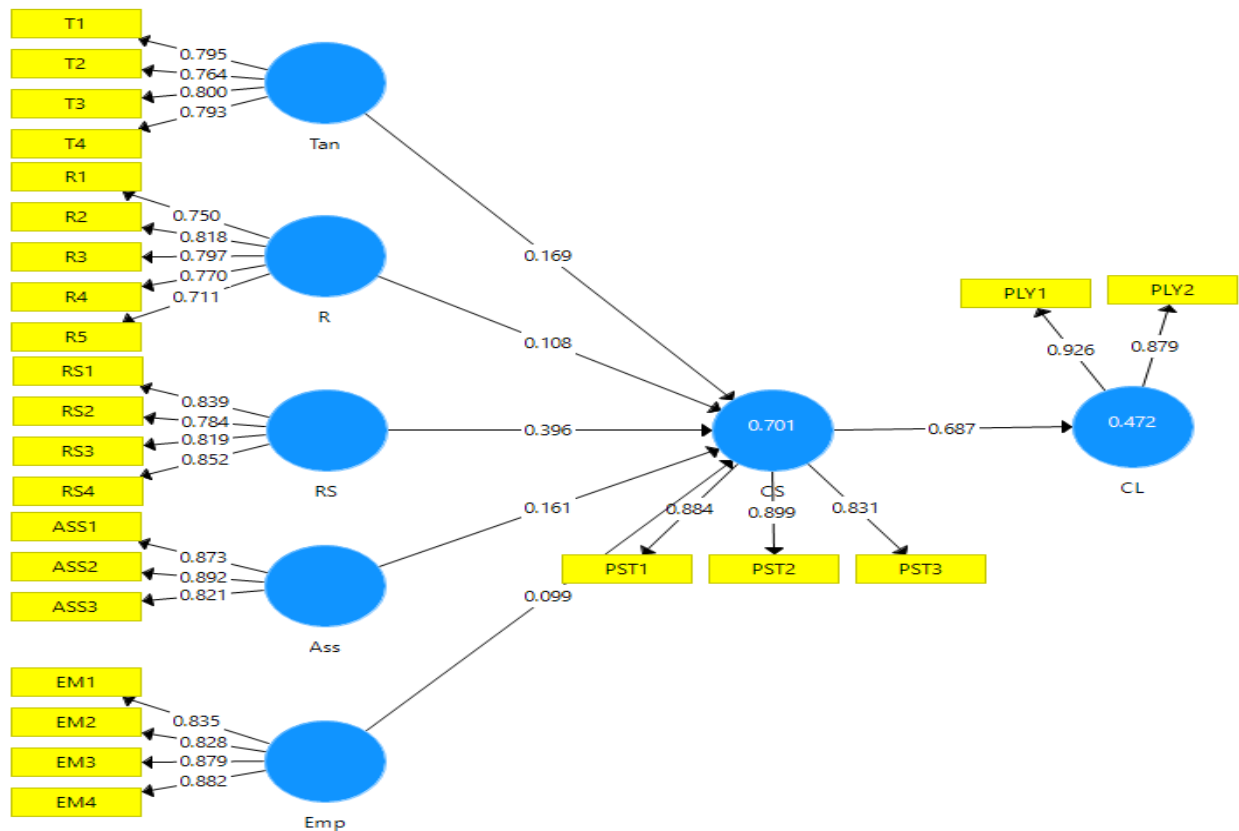 T1
T2
T3
T4
0.795
0.764
0.800
0.793
Tan
R1
R2
R3
R4
R5
0.750
0.818
0.797
0.770
0.711
R
RS1
RS2
RS3
RS4
0.839
0.784
0.819
0.852
RS
ASS1
ASS2
ASS3
0.873
0.892
0.821
Ass
EM1
EM2
EM3
EM4
0.835
0.828
0.879
0.882
Emp
0.169
0.108
0.396
0.161
0.099
0.701
CS
0.884
0.899
0.831
PST1
PST2
PST3
0.687
PLY1
PLY2
0.926
0.879
0.472
CL